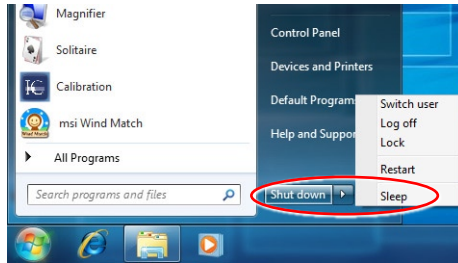 Magnifier
Solitaire
Calibration
msi Wind Match
All Programs
Search programs and files
Control Panel
Devices and Printers
Default Program
Help and Suppor
Shut down
Switch user
Log off
Lock
Restart
Sleep